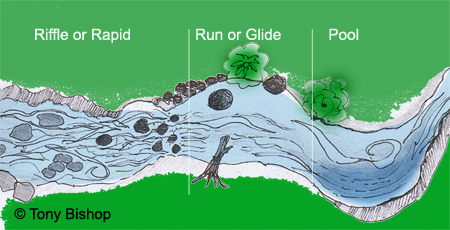 Riffle or Rapid
Run or Glide
Pool
© Tony Bishop